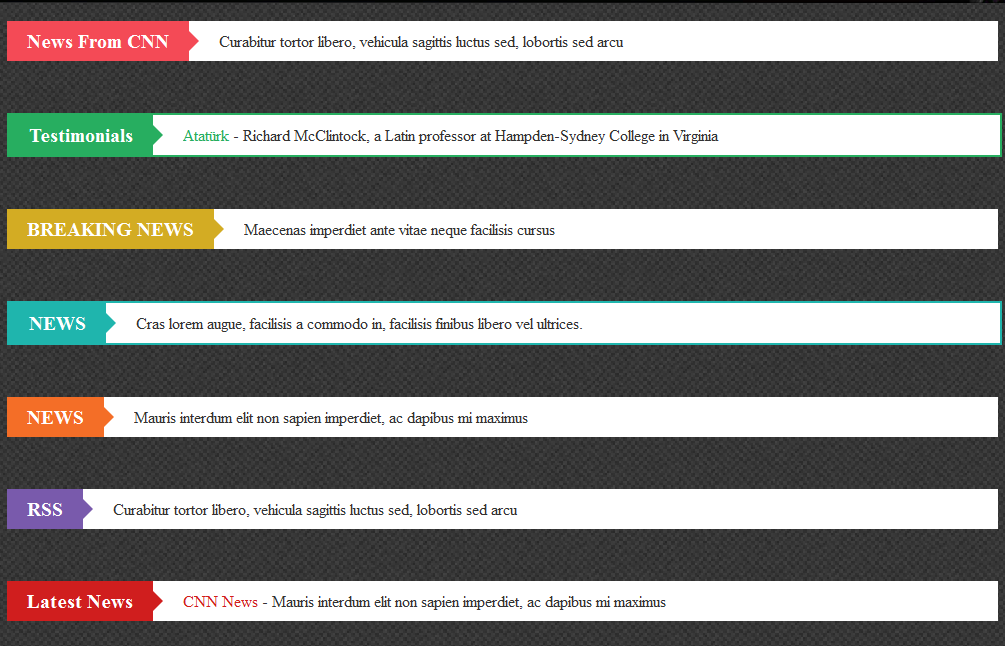 News From CNN Curabitur tortor libero, vehicula sagittis luctus sed, lobortis sed arcu
Testimonials Atatürk - Richard McClintock, a Latin professor at Hampden-Sydney College in Virginia
BREAKING NEWS Maecenas imperdiet ante vitae neque facilisis cursus
NEWS Cras lorem augue, facilisis a commodo in, facilisis finibus libero vel ultrices.
NEWS Mauris interdum elit non sapien imperdiet, ac dapibus mi maximus
RSS Curabitur tortor libero, vehicula sagittis luctus sed, lobortis sed arcu
Latest News CNN News - Mauris interdum elit non sapien imperdiet, ac dapibus mi maximus